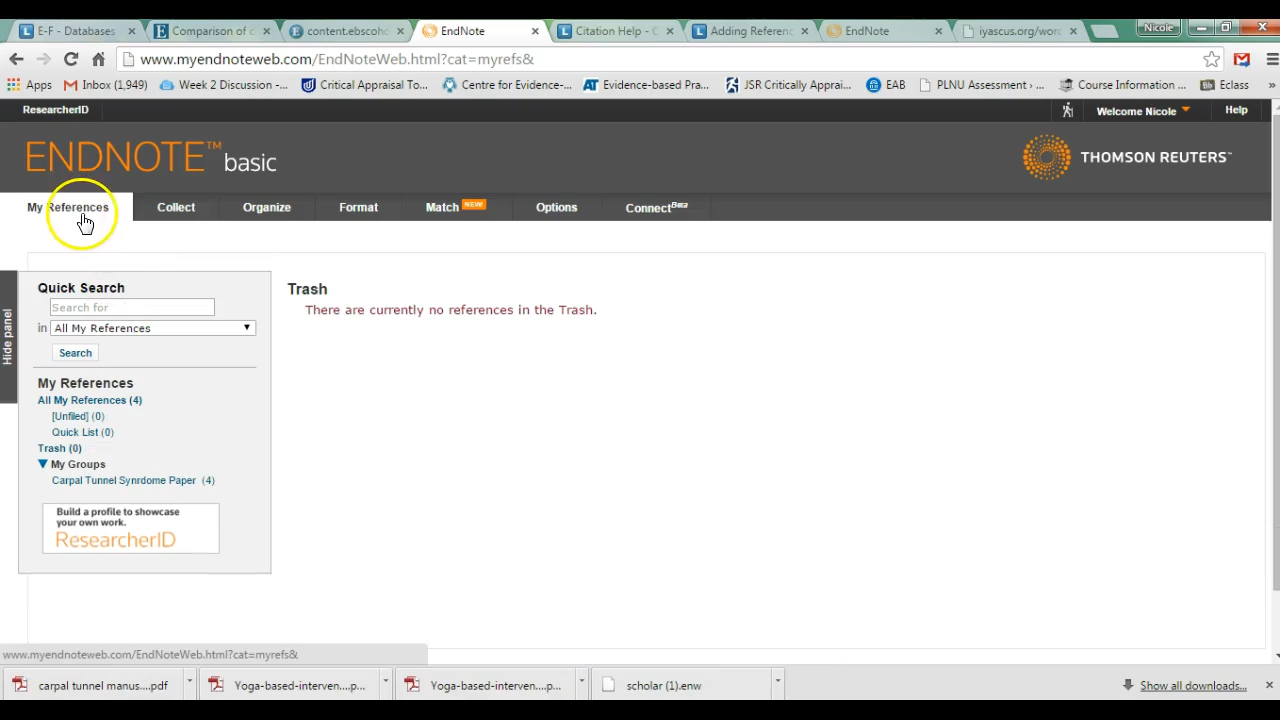 E-F - Databases
Comparison of c
content.ebscoho
EndNote
Citation Help - C
Adding Referenc
EndNote
iyascus.org/worc
Nicole
www.myendnoteweb.com/EndNoteWeb.html?cat=myrefs&
Apps
Inbox (1,949)
Week 2 Discussion -...
Critical Appraisal To...
Centre for Evidence-...
Evidence-based Pra...
JSR Critically Apprai...
EAB
PLNU Assessment › ...
Course Information ...
Eclass
»
ResearcherID
Welcome Nicole
Help
ENDNOTE™ basic
THOMSON REUTERS™
My References
Collect
Organize
Format
Match NEW
Options
Connect Beta
Hide panel
Quick Search
Search for
in All My References
Search
My References
All My References (4)
[Unfiled] (0)
Quick List (0)
Trash (0)
My Groups
Carpal Tunnel Synrdome Paper (4)
Build a profile to showcase
your own work.
ResearcherID
Trash
There are currently no references in the Trash.
www.myendnoteweb.com/EndNoteWeb.html?cat=myrefs&
carpal tunnel manus....pdf
Yoga-based-interven....p...
Yoga-based-interven....p...
scholar (1).enw
Show all downloads...